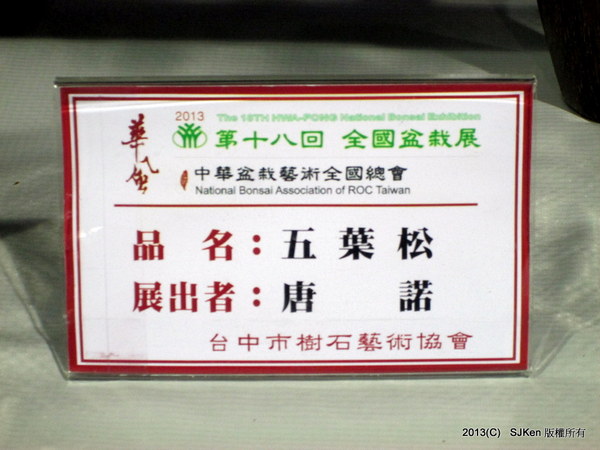 2013 The 18TH HWA-FONG National Bonsai Exhibition
華風
第十八回 全國盆栽展
中華盆栽藝術全國總會
National Bonsai Association of ROC Taiwan
品 名：五葉松
展出者：唐 諾
台中市樹石藝術協會
2013(C) SJKen 版權所有